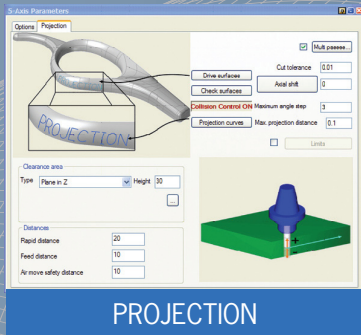 5-Axis Parameters
Options Projection
Multi passes...
Cut tolerance 0.01
Drive surfaces
Axial shift 0
Check surfaces
Collision Control ON Maximum angle step 3
Projection curves Max. projection distance 0.1
Limits
PROJECTION
Clearance area
Type Plane in Z Height 30
...
Distances
Rapid distance 20
Feed distance 10
Air move safety distance 10
+
-
PROJECTION